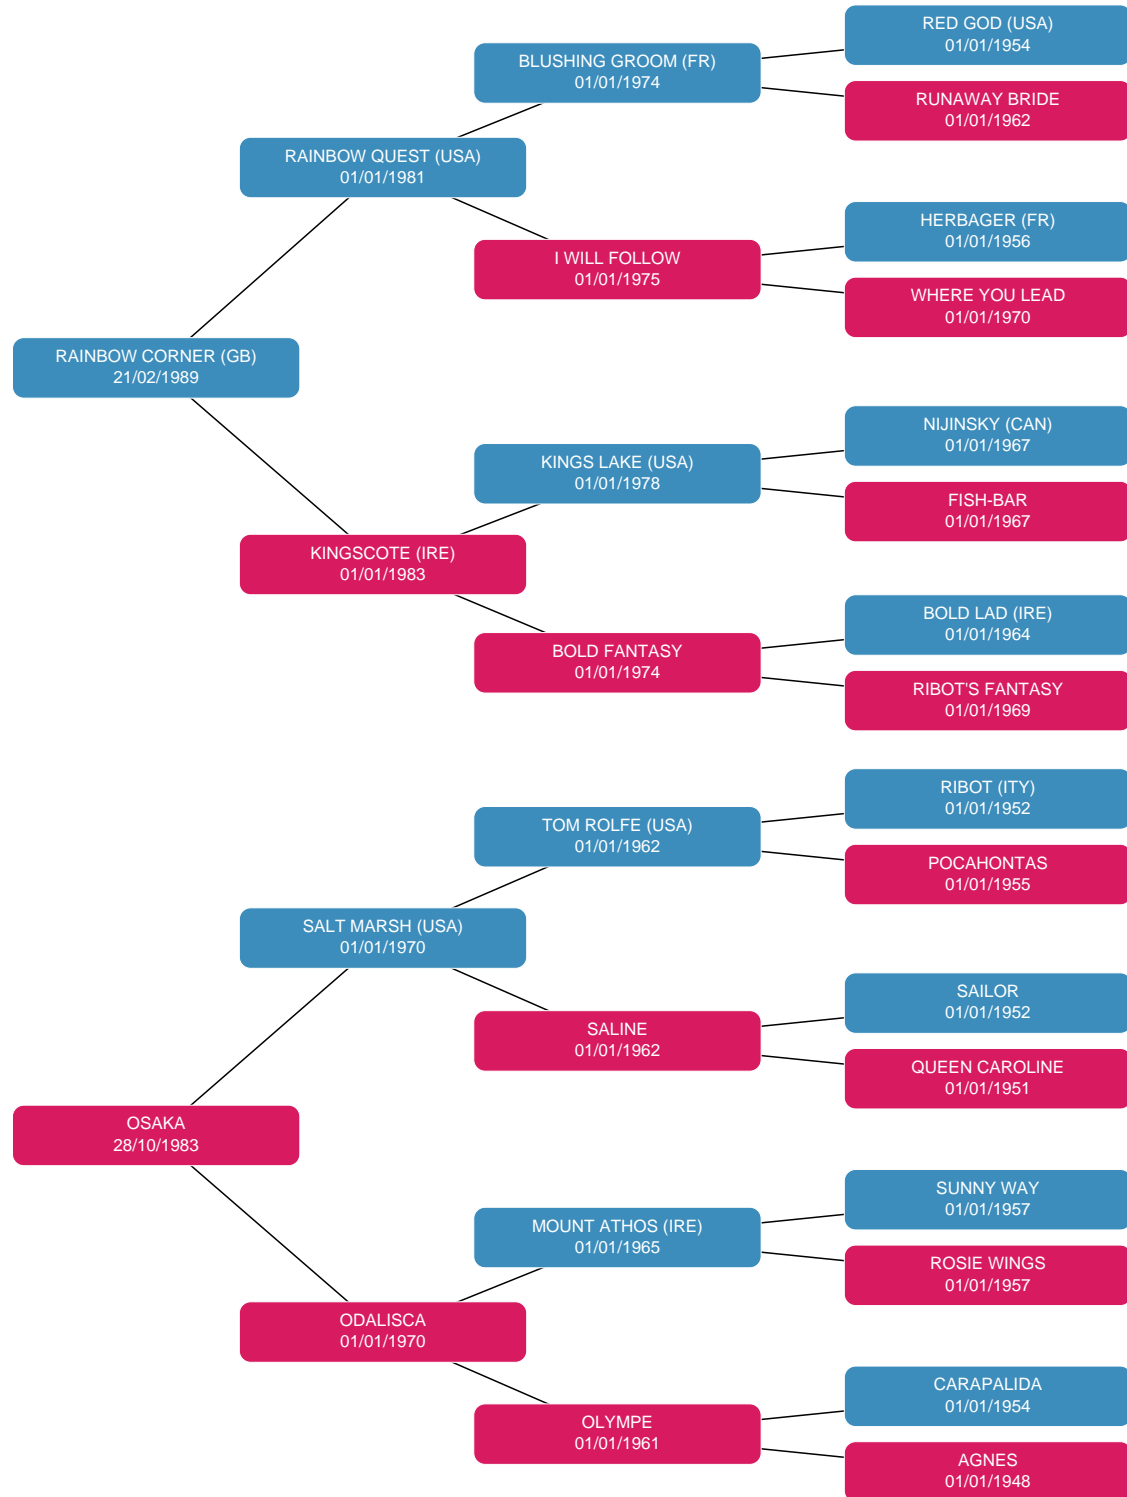 RED GOD (USA)
01/01/1954
BLUSHING GROOM (FR)
01/01/1974
RUNAWAY BRIDE
01/01/1962
RAINBOW QUEST (USA)
01/01/1981
HERBAGER (FR)
01/01/1956
I WILL FOLLOW
01/01/1975
WHERE YOU LEAD
01/01/1970
RAINBOW CORNER (GB)
21/02/1989
NIJINSKY (CAN)
01/01/1967
KINGS LAKE (USA)
01/01/1978
FISH-BAR
01/01/1967
KINGSCOTE (IRE)
01/01/1983
BOLD LAD (IRE)
01/01/1964
BOLD FANTASY
01/01/1974
RIBOT'S FANTASY
01/01/1969
RIBOT (ITY)
01/01/1952
TOM ROLFE (USA)
01/01/1962
POCAHONTAS
01/01/1955
SALT MARSH (USA)
01/01/1970
SAILOR
01/01/1952
SALINE
01/01/1962
QUEEN CAROLINE
01/01/1951
OSAKA
28/10/1983
SUNNY WAY
01/01/1957
MOUNT ATHOS (IRE)
01/01/1965
ROSIE WINGS
01/01/1957
ODALISCA
01/01/1970
CARAPALIDA
01/01/1954
OLYMPE
01/01/1961
AGNES
01/01/1948